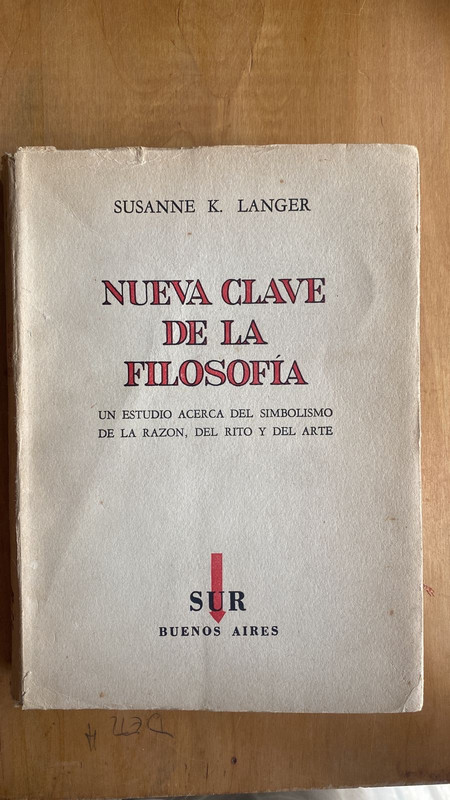 SUSANNE K. LANGER
NUEVA CLAVE
DE LA
FILOSOFÍA
UN ESTUDIO ACERCA DEL SIMBOLISMO
DE LA RAZON, DEL RITO Y DEL ARTE
SUR
BUENOS AIRES